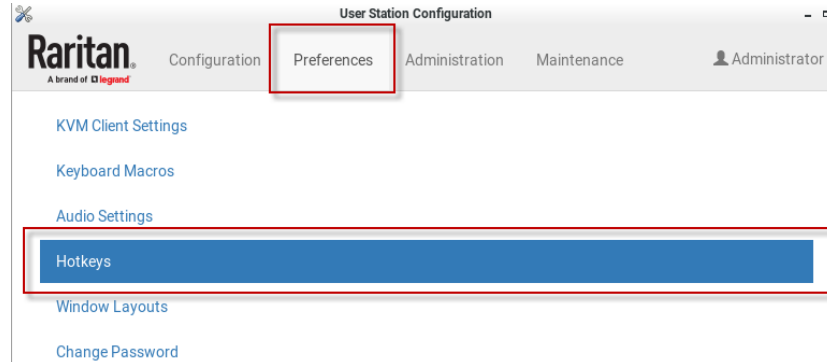 User Station Configuration
Raritan.
A brand of legrand
Configuration Preferences Administration Maintenance Administrator
KVM Client Settings
Keyboard Macros
Audio Settings
Hotkeys
Window Layouts
Change Password